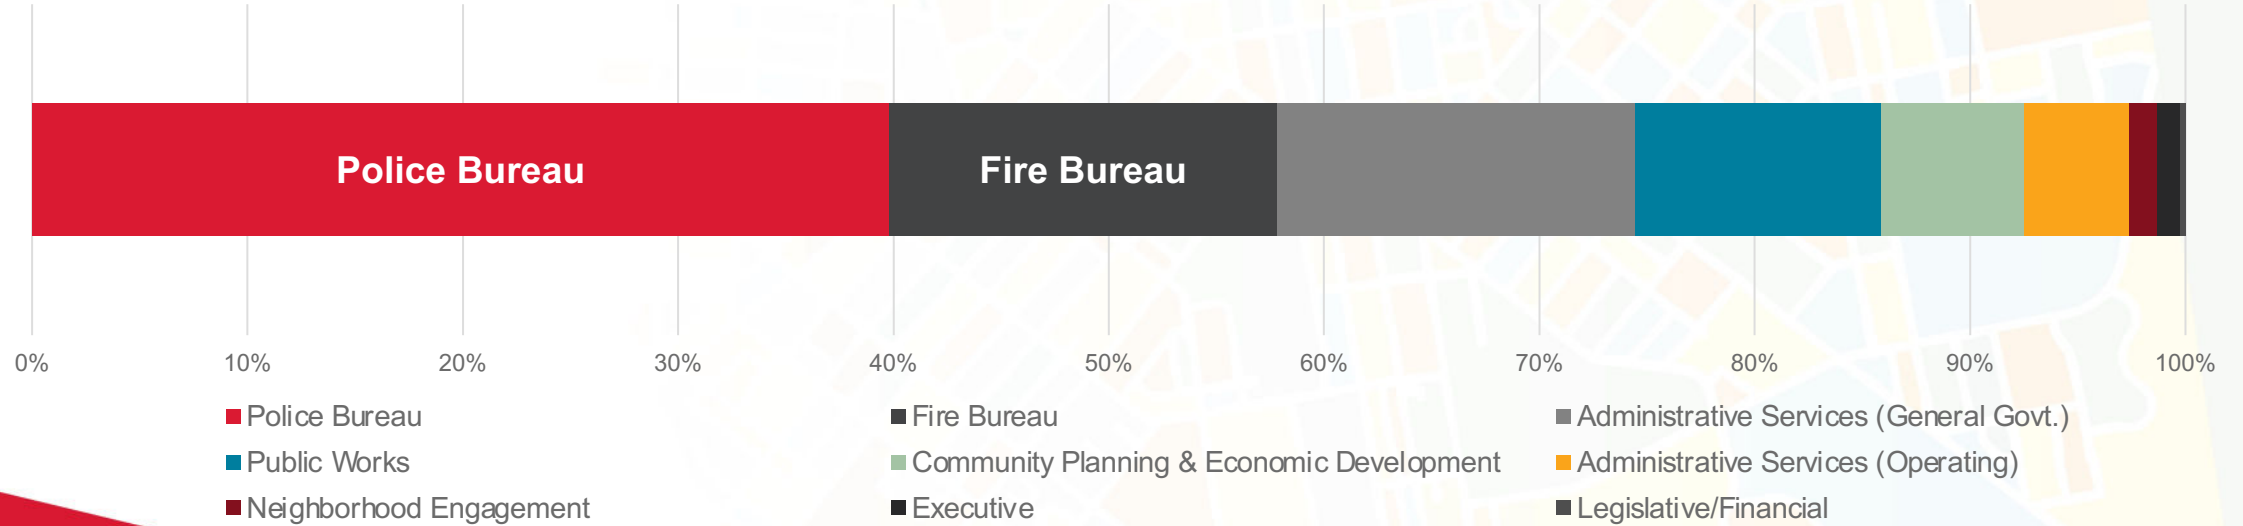 Police Bureau Fire Bureau
0% 10% 20% 30% 40% 50% 60% 70% 80% 90% 100%
Police Bureau Fire Bureau Administrative Services (General Govt.)
Public Works Community Planning & Economic Development Administrative Services (Operating)
Neighborhood Engagement Executive Legislative/Financial